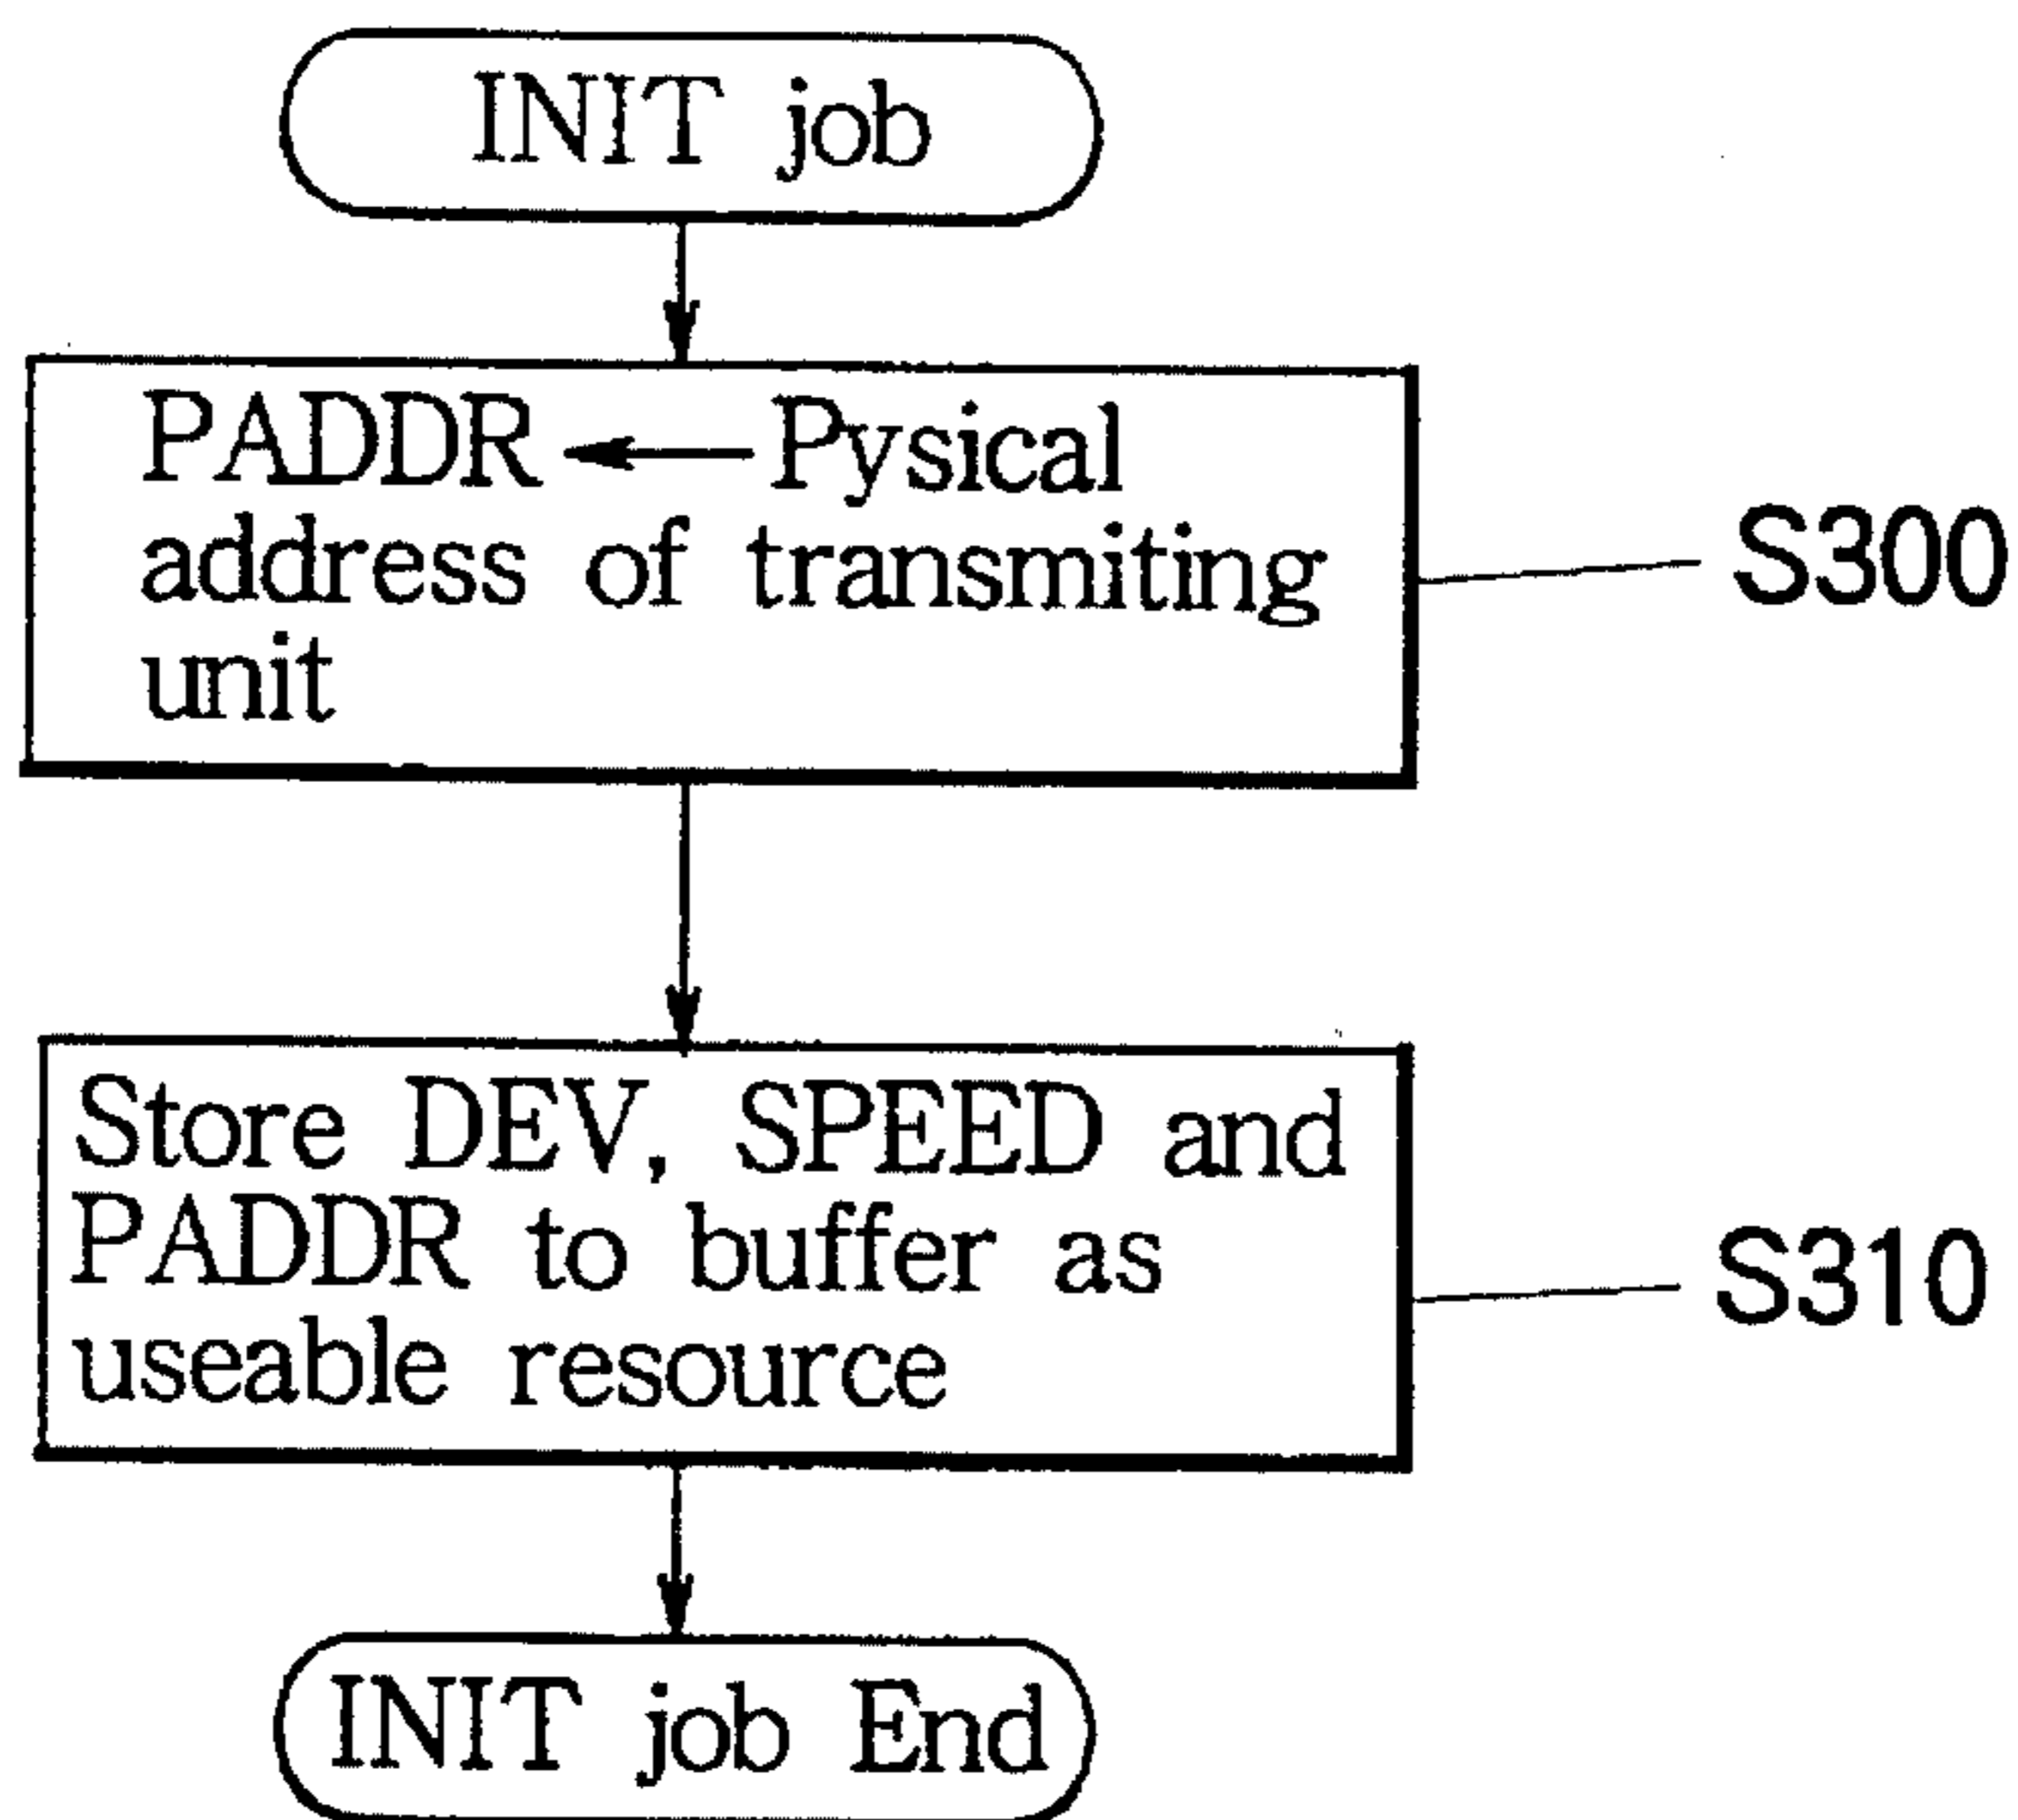 INIT job
PADDR ← Pysical
address of transmiting
unit
S300
Store DEV, SPEED and
PADDR to buffer as
useable resource
S310
INIT job End